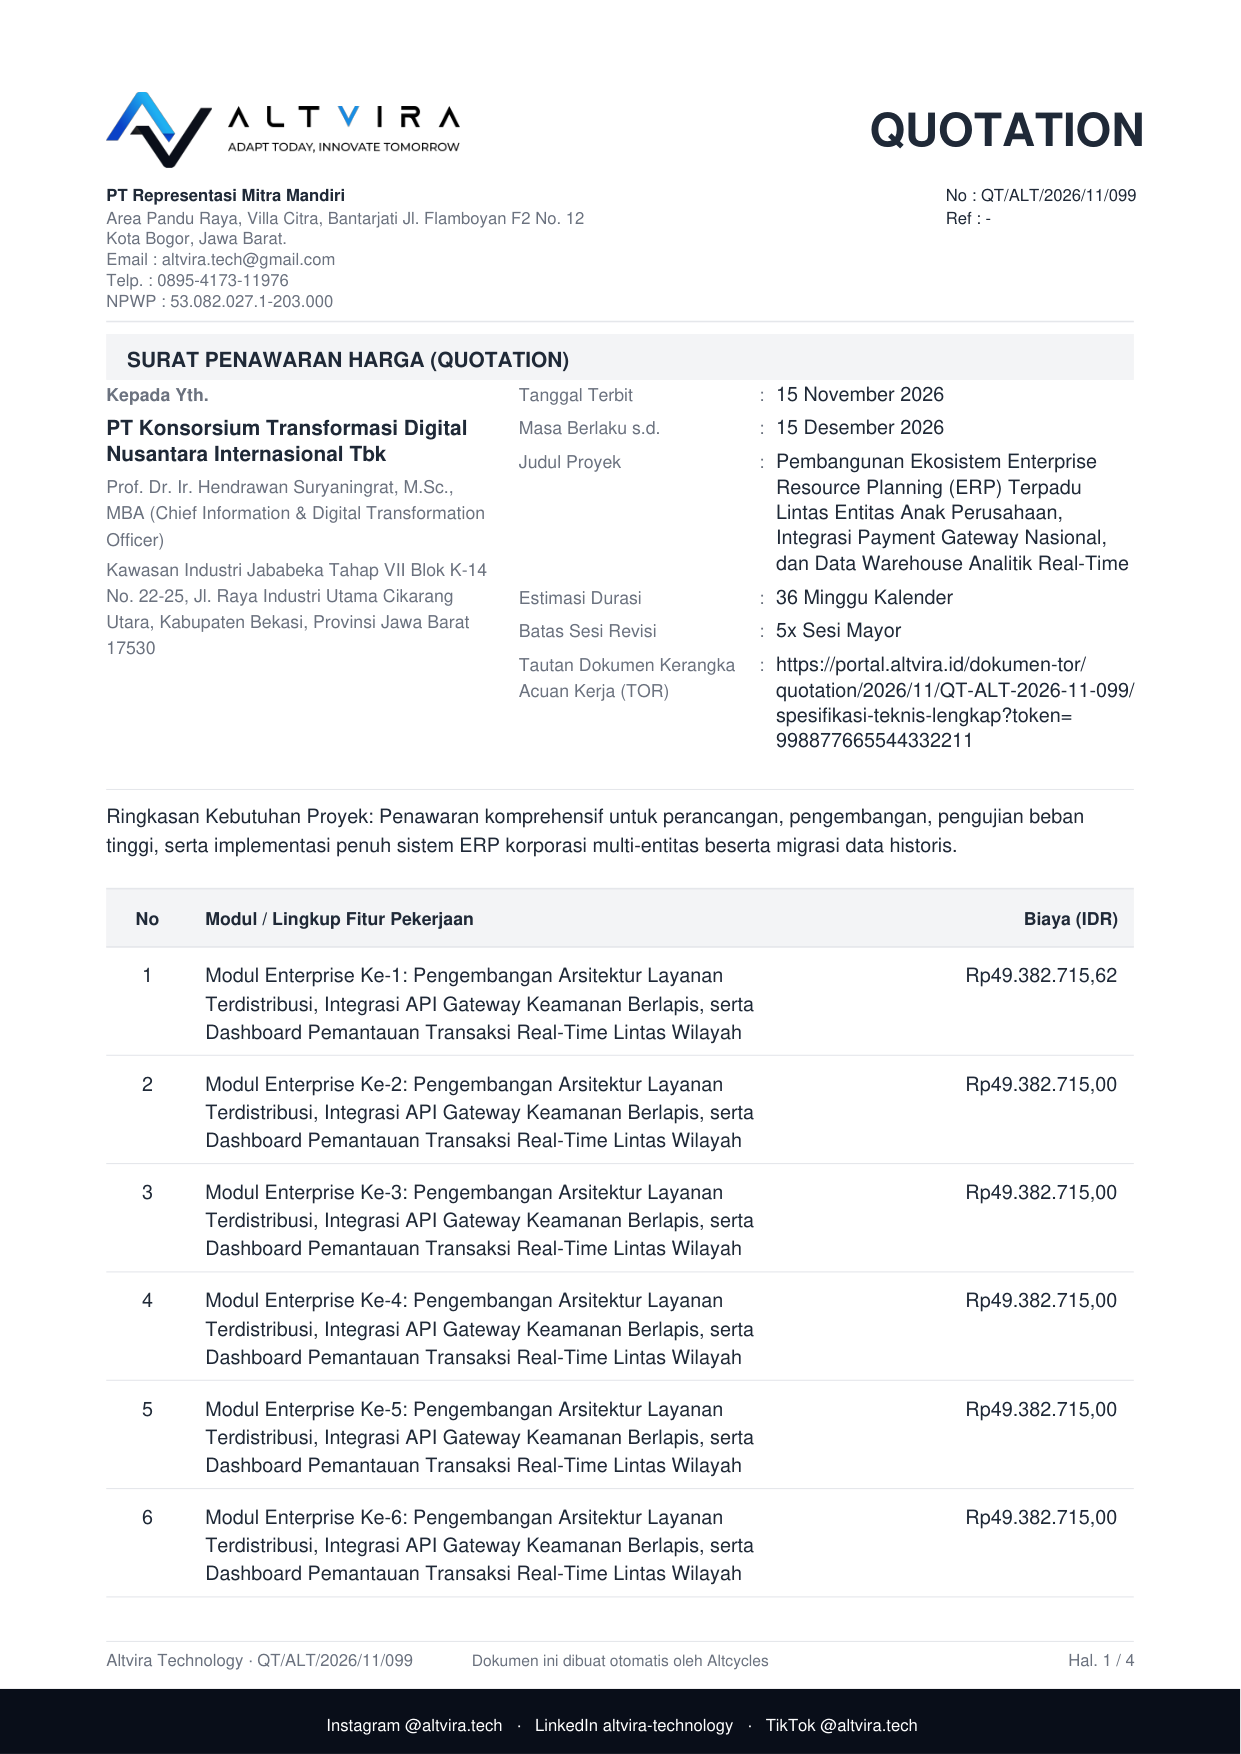 ALTVIRA
ADAPT TODAY, INNOVATE TOMORROW
QUOTATION
PT Representasi Mitra Mandiri
Area Pandu Raya, Villa Citra, Bantarjati Jl. Flamboyan F2 No. 12
Kota Bogor, Jawa Barat.
Email : altvira.tech@gmail.com
Telp. : 0895-4173-11976
NPWP : 53.082.027.1-203.000
No : QT/ALT/2026/11/099
Ref : -
SURAT PENAWARAN HARGA (QUOTATION)
Kepada Yth.
PT Konsorsium Transformasi Digital
Nusantara Internasional Tbk
Prof. Dr. Ir. Hendrawan Suryaningrat, M.Sc.,
MBA (Chief Information & Digital Transformation
Officer)
Kawasan Industri Jababeka Tahap VII Blok K-14
No. 22-25, Jl. Raya Industri Utama Cikarang
Utara, Kabupaten Bekasi, Provinsi Jawa Barat
17530
Tanggal Terbit : 15 November 2026
Masa Berlaku s.d. : 15 Desember 2026
Judul Proyek : Pembangunan Ekosistem Enterprise
Resource Planning (ERP) Terpadu
Lintas Entitas Anak Perusahaan,
Integrasi Payment Gateway Nasional,
dan Data Warehouse Analitik Real-Time
Estimasi Durasi : 36 Minggu Kalender
Batas Sesi Revisi : 5x Sesi Mayor
Tautan Dokumen Kerangka : https://portal.altvira.id/dokumen-tor/
Acuan Kerja (TOR) quotation/2026/11/QT-ALT-2026-11-099/
spesifikasi-teknis-lengkap?token=
998877665544332211
Ringkasan Kebutuhan Proyek: Penawaran komprehensif untuk perancangan, pengembangan, pengujian beban
tinggi, serta implementasi penuh sistem ERP korporasi multi-entitas beserta migrasi data historis.
No Modul / Lingkup Fitur Pekerjaan Biaya (IDR)
1 Modul Enterprise Ke-1: Pengembangan Arsitektur Layanan Rp49.382.715,62
Terdistribusi, Integrasi API Gateway Keamanan Berlapis, serta
Dashboard Pemantauan Transaksi Real-Time Lintas Wilayah
2 Modul Enterprise Ke-2: Pengembangan Arsitektur Layanan Rp49.382.715,00
Terdistribusi, Integrasi API Gateway Keamanan Berlapis, serta
Dashboard Pemantauan Transaksi Real-Time Lintas Wilayah
3 Modul Enterprise Ke-3: Pengembangan Arsitektur Layanan Rp49.382.715,00
Terdistribusi, Integrasi API Gateway Keamanan Berlapis, serta
Dashboard Pemantauan Transaksi Real-Time Lintas Wilayah
4 Modul Enterprise Ke-4: Pengembangan Arsitektur Layanan Rp49.382.715,00
Terdistribusi, Integrasi API Gateway Keamanan Berlapis, serta
Dashboard Pemantauan Transaksi Real-Time Lintas Wilayah
5 Modul Enterprise Ke-5: Pengembangan Arsitektur Layanan Rp49.382.715,00
Terdistribusi, Integrasi API Gateway Keamanan Berlapis, serta
Dashboard Pemantauan Transaksi Real-Time Lintas Wilayah
6 Modul Enterprise Ke-6: Pengembangan Arsitektur Layanan Rp49.382.715,00
Terdistribusi, Integrasi API Gateway Keamanan Berlapis, serta
Dashboard Pemantauan Transaksi Real-Time Lintas Wilayah
Altvira Technology · QT/ALT/2026/11/099 Dokumen ini dibuat otomatis oleh Altcycles Hal. 1 / 4
Instagram @altvira.tech · LinkedIn altvira-technology · TikTok @altvira.tech